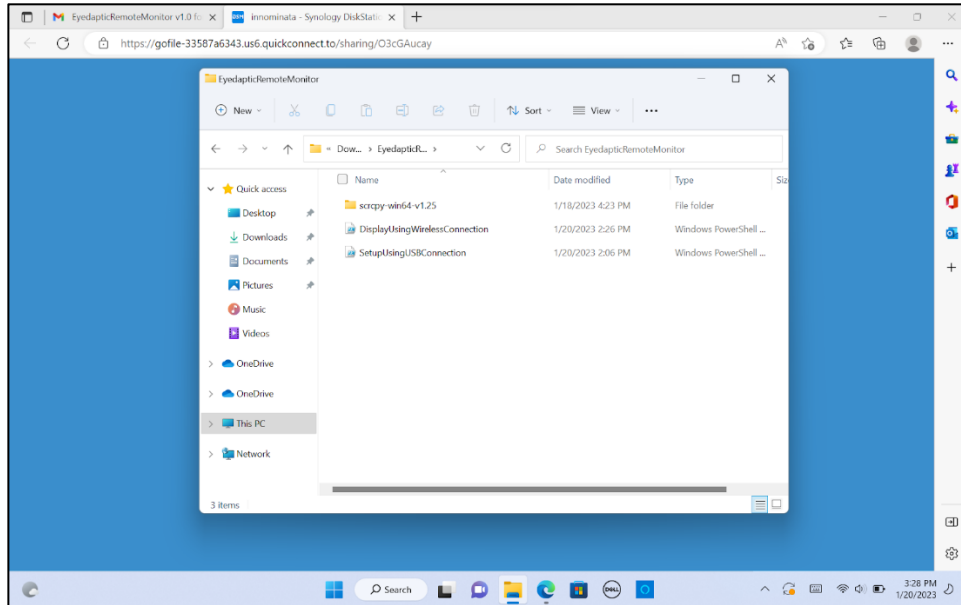 EyedapticRemoteMonitor v1.0 fo
innominata - Synology DiskStatio
https://gofile-33587a6343.us6.quickconnect.to/sharing/O3cGAucay
EyedapticRemoteMonitor
New
Sort
View
Dow...
EyedapticR...
Search EyedapticRemoteMonitor
Name
Date modified
Type
Siz
Quick access
Desktop
Downloads
Documents
Pictures
Music
Videos
OneDrive
OneDrive
This PC
Network
scrcpy-win64-v1.25 1/18/2023 4:23 PM File folder
DisplayUsingWirelessConnection 1/20/2023 2:26 PM Windows PowerShell ...
SetupUsingUSBConnection 1/20/2023 2:06 PM Windows PowerShell ...
3 items
Search
DELL
3:28 PM
1/20/2023